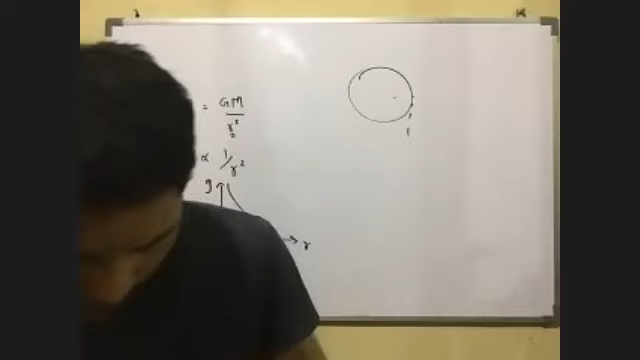 = GM/r²
∝ 1/r²
g
r